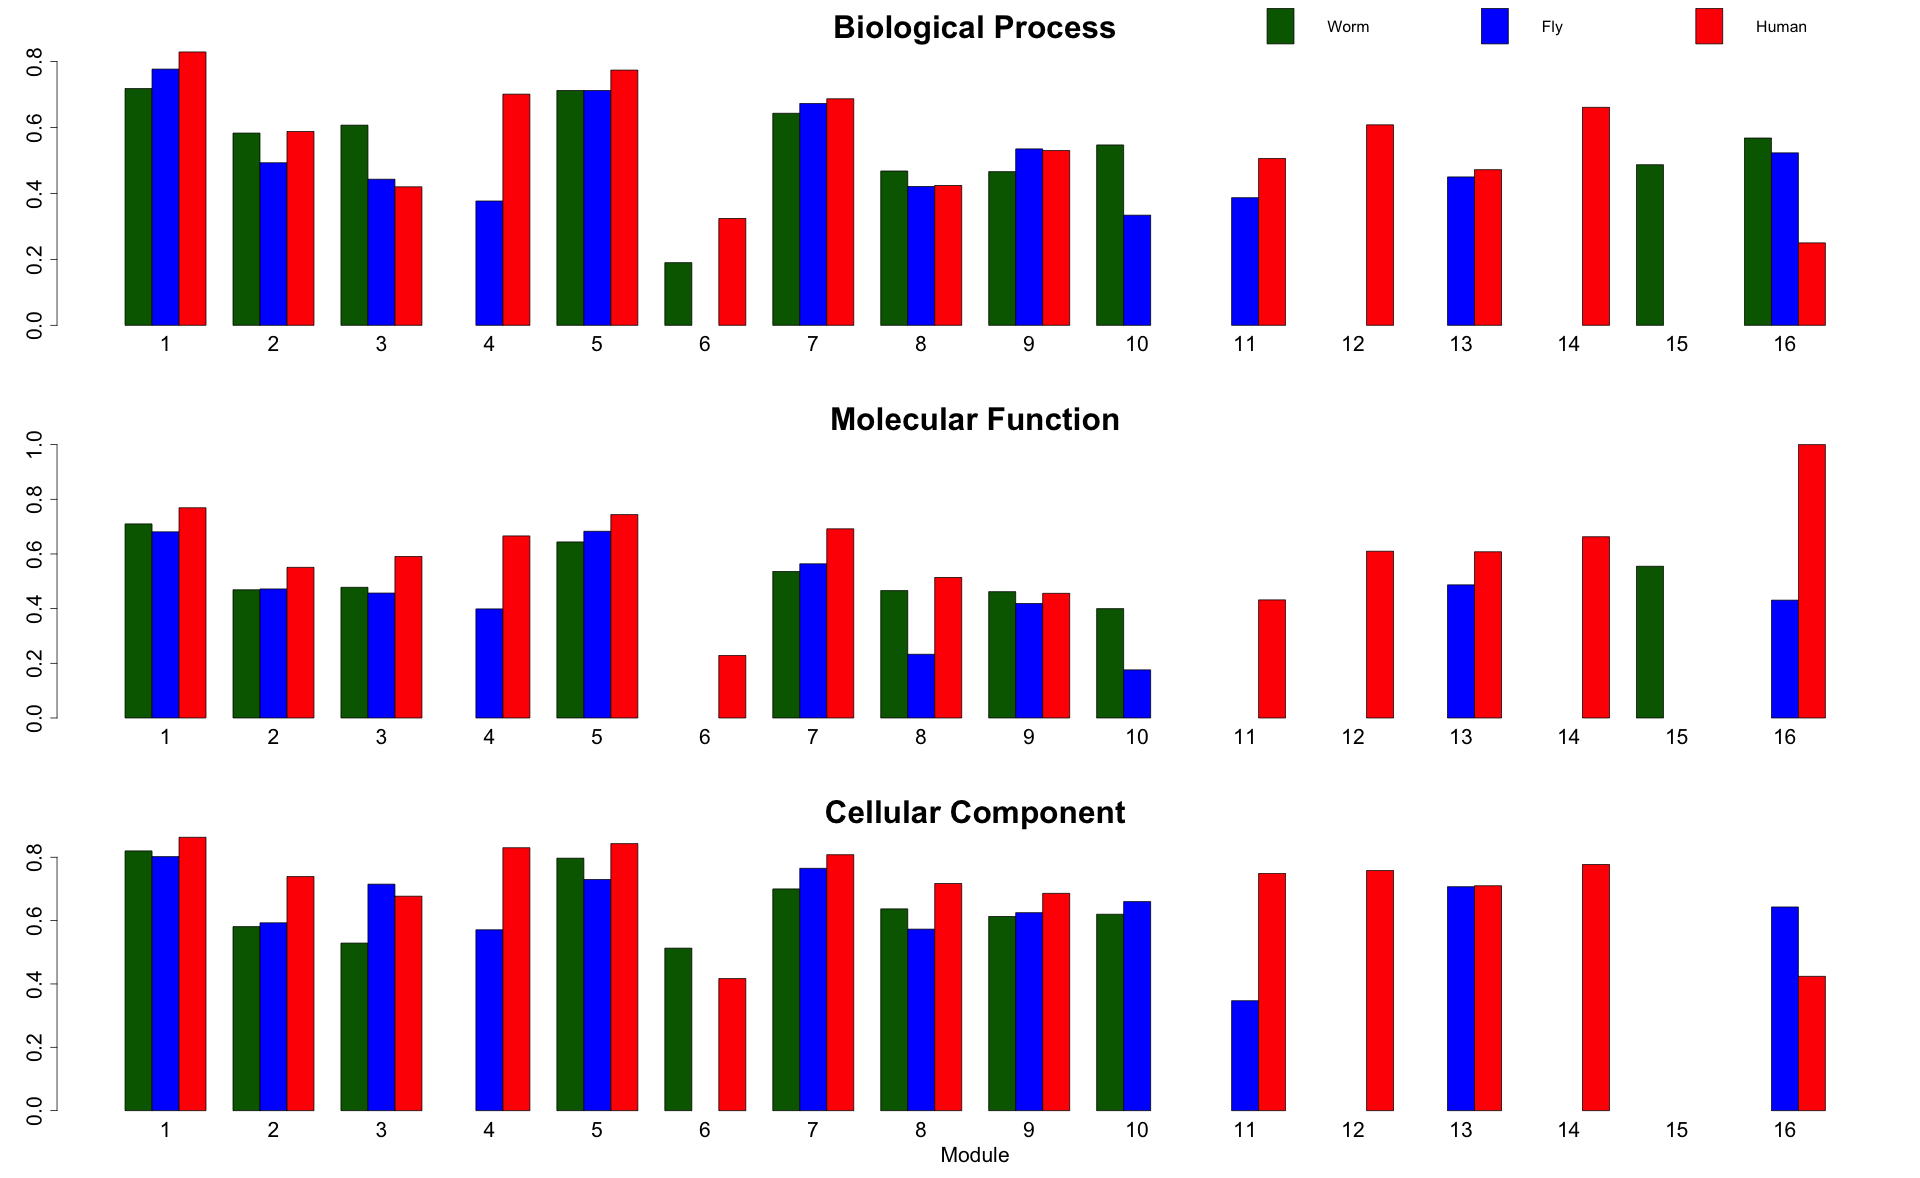 Biological Process
Worm Fly Human
0.0 0.2 0.4 0.6 0.8
1 2 3 4 5 6 7 8 9 10 11 12 13 14 15 16
Molecular Function
0.0 0.2 0.4 0.6 0.8 1.0
1 2 3 4 5 6 7 8 9 10 11 12 13 14 15 16
Cellular Component
0.0 0.2 0.4 0.6 0.8
1 2 3 4 5 6 7 8 9 10 11 12 13 14 15 16
Module